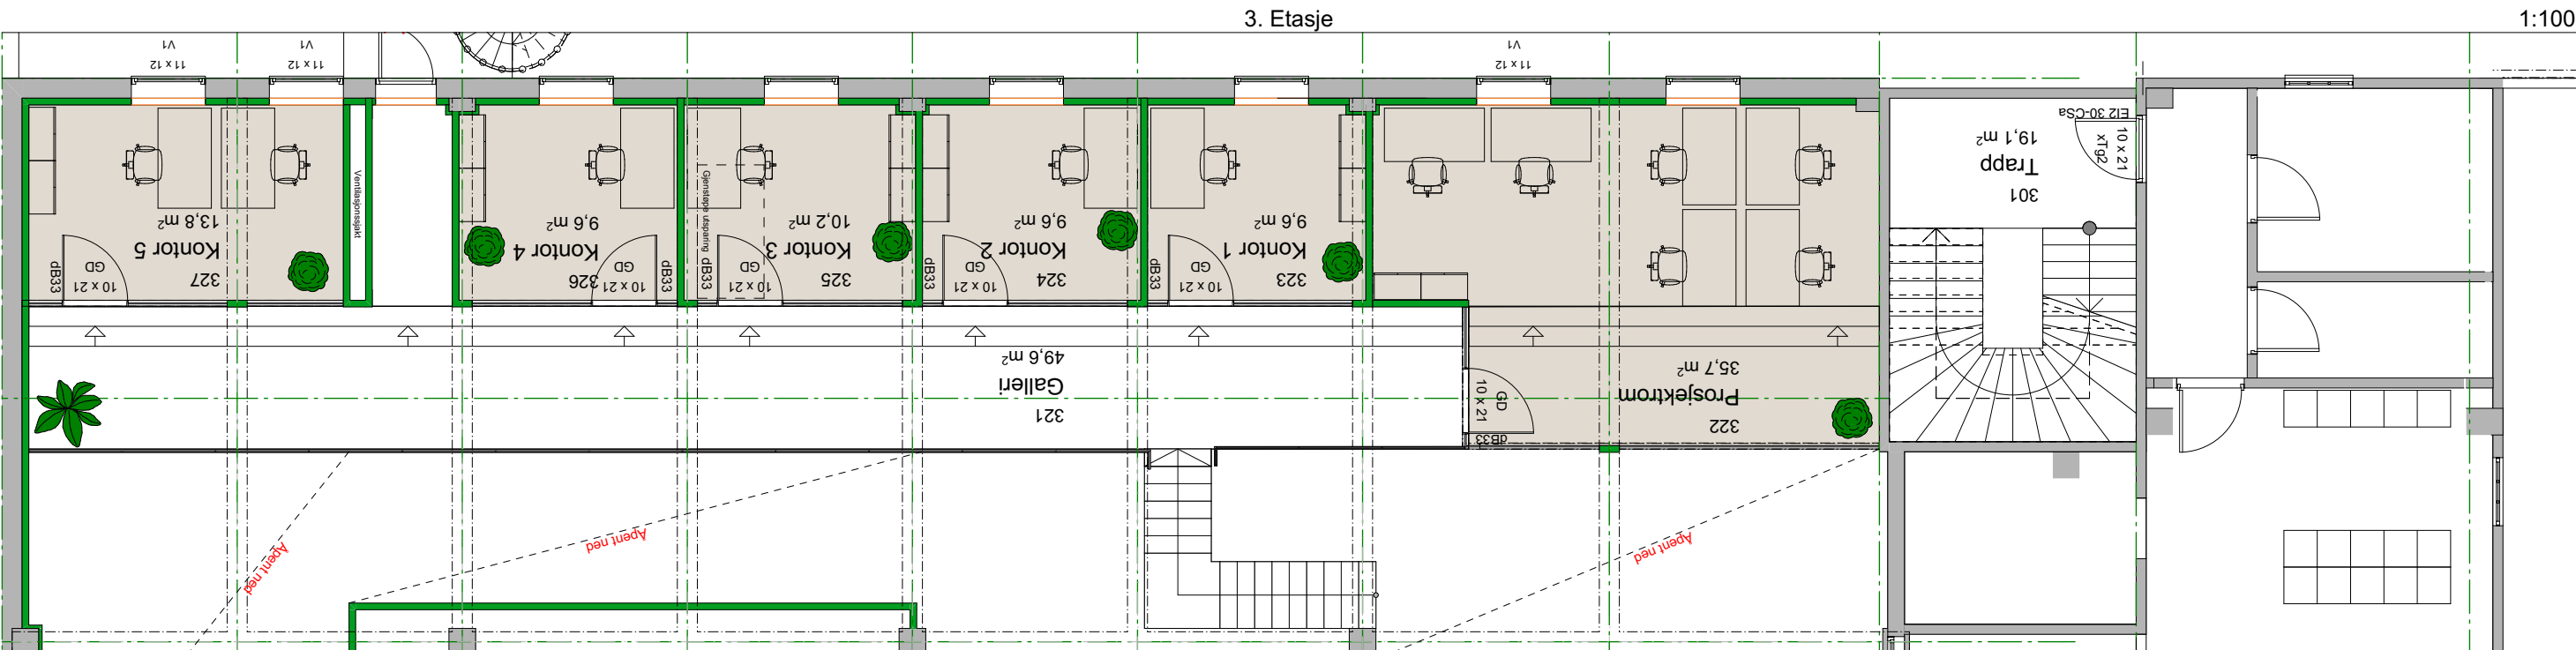 3. Etasje
1:100
V1
11 x 12
V1
11 x 12
V1
11 x 12
327
Kontor 5
13,8 m²
dB33
GD
10 x 21
Ventilasjonssjakt
326
Kontor 4
9,6 m²
GD
10 x 21
dB33
325
Kontor 3
10,2 m²
dB33
Gjenstøpe utsparing
GD
10 x 21
324
Kontor 2
9,6 m²
dB33
GD
10 x 21
323
Kontor 1
9,6 m²
dB33
GD
10 x 21
322
Prosjektrom
35,7 m²
GD
10 x 21
dB33
321
Galleri
49,6 m²
301
Trapp
19,1 m²
EI2 30-CSa
10 x 21
xTg2
Åpent ned
Åpent ned
Åpent ned